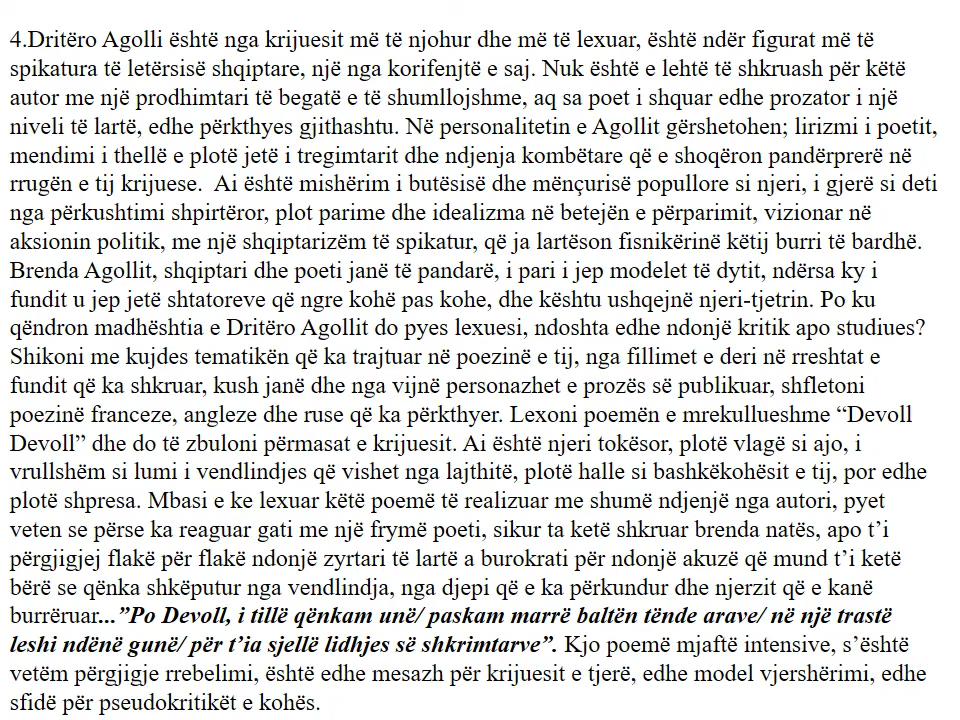 4.Dritëro Agolli është nga krijuesit më të njohur dhe më të lexuar, është ndër figurat më të
spikatura të letërsisë shqiptare, një nga korifenjtë e saj. Nuk është e lehtë të shkruash për këtë
autor me një prodhimtari të begatë e të shumllojshme, aq sa poet i shquar edhe prozator i një
niveli të lartë, edhe përkthyes gjithashtu. Në personalitetin e Agollit gërshetohen; lirizmi i poetit,
mendimi i thellë e plotë jetë i tregimtarit dhe ndjenja kombëtare që e shoqëron pandërprerë në
rrugën e tij krijuese.  Ai është mishërim i butësisë dhe mënçurisë popullore si njeri, i gjerë si deti
nga përkushtimi shpirtëror, plot parime dhe idealizma në betejën e përparimit, vizionar në
aksionin politik, me një shqiptarizëm të spikatur, që ja lartëson fisnikërinë këtij burri të bardhë.
Brenda Agollit, shqiptari dhe poeti janë të pandarë, i pari i jep modelet të dytit, ndërsa ky i
fundit u jep jetë shtatoreve që ngre kohë pas kohe, dhe kështu ushqejnë njeri-tjetrin. Po ku
qëndron madhështia e Dritëro Agollit do pyes lexuesi, ndoshta edhe ndonjë kritik apo studiues?
Shikoni me kujdes tematikën që ka trajtuar në poezinë e tij, nga fillimet e deri në rreshtat e
fundit që ka shkruar, kush janë dhe nga vijnë personazhet e prozës së publikuar, shfletoni
poezinë franceze, angleze dhe ruse që ka përkthyer. Lexoni poemën e mrekullueshme “Devoll
Devoll” dhe do të zbuloni përmasat e krijuesit. Ai është njeri tokësor, plotë vlagë si ajo, i
vrullshëm si lumi i vendlindjes që vishet nga lajthitë, plotë halle si bashkëkohësit e tij, por edhe
plotë shpresa. Mbasi e ke lexuar këtë poemë të realizuar me shumë ndjenjë nga autori, pyet
veten se përse ka reaguar gati me një frymë poeti, sikur ta ketë shkruar brenda natës, apo t’i
përgjigjej flakë për flakë ndonjë zyrtari të lartë a burokrati për ndonjë akuzë që mund t’i ketë
bërë se qënka shkëputur nga vendlindja, nga djepi që e ka përkundur dhe njerzit që e kanë
burrëruar...”Po Devoll, i tillë qënkam unë/ paskam marrë baltën tënde arave/ në një trastë
leshi ndënë gunë/ për t’ia sjellë lidhjes së shkrimtarve”. Kjo poemë mjaftë intensive, s’është
vetëm përgjigje rrebelimi, është edhe mesazh për krijuesit e tjerë, edhe model vjershërimi, edhe
sfidë për pseudokritikët e kohës.